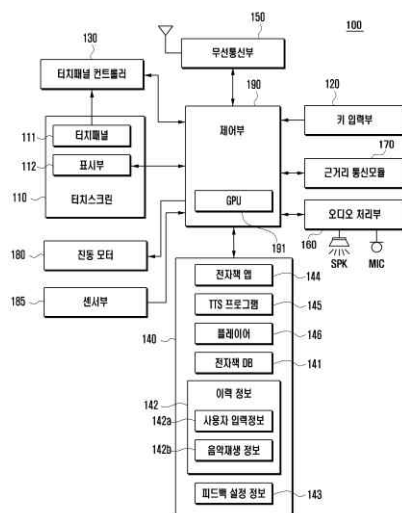 100
150
무선통신부
130
터치패널 컨트롤러
190
제어부
120
키 입력부
111
터치패널
112
표시부
110
터치스크린
170
근거리 통신모듈
GPU
191
오디오 처리부
160
SPK
MIC
180
진동 모터
185
센서부
140
전자책 앱
144
TTS 프로그램
145
플레이어
146
전자책 DB
141
142
이력 정보
142a
사용자 입력정보
142b
음악재생 정보
피드백 설정 정보
143